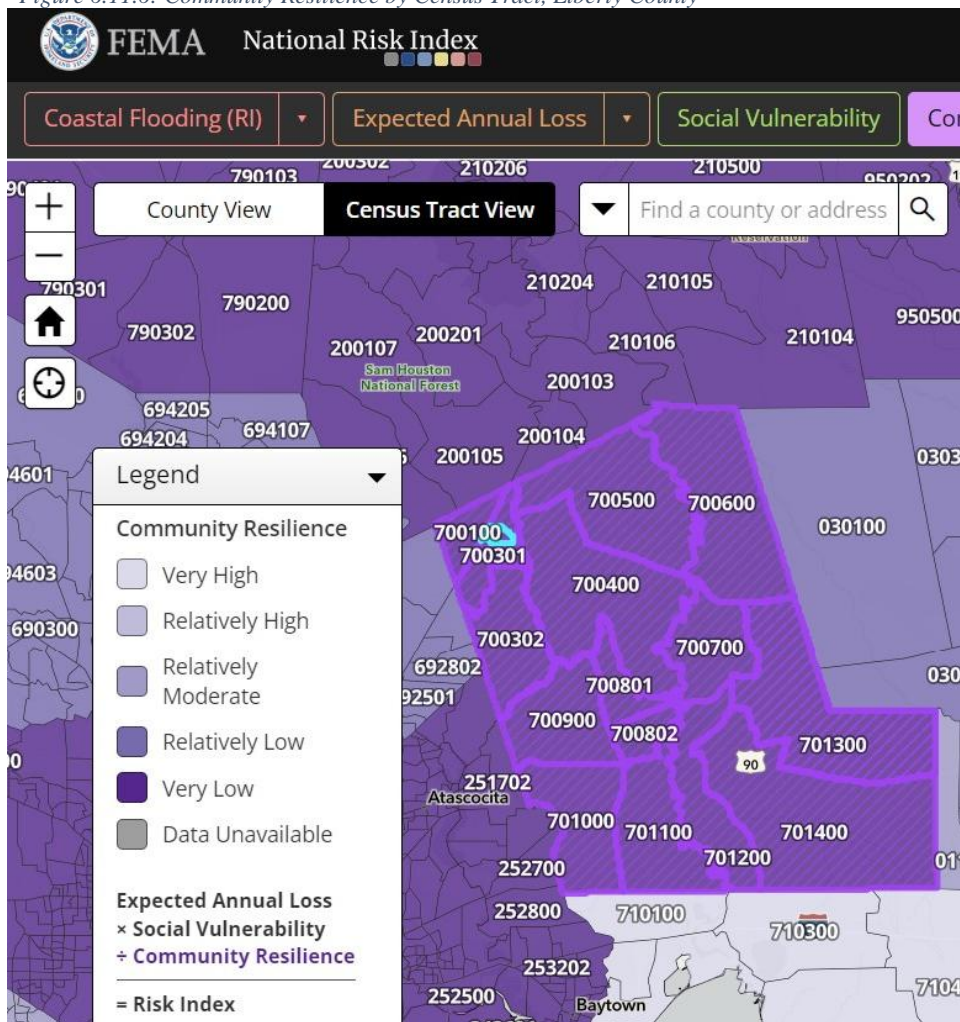 Figure 6.11.5: Community Resilience by Census Tract, Liberty County
FEMA
National Risk Index
Coastal Flooding (RI)
Expected Annual Loss
Social Vulnerability
790103
200302
210206
210500
950202
County View
Census Tract View
Find a county or address
Reservation
790301
790200
210204
210105
950500
790302
200107
200201
210106
210104
Sam Houston
National Forest
200103
694205
694204
694107
200104
200105
700500
700600
700100
700301
030100
700400
690300
700302
692802
700700
700801
700900
700802
90
701300
251702
Atascocita
701000
701100
701400
701200
252700
252800
710100
710300
253202
252500
Baytown
Legend
Community Resilience
Very High
Relatively High
Relatively
Moderate
Relatively Low
Very Low
Data Unavailable
Expected Annual Loss
× Social Vulnerability
÷ Community Resilience
= Risk Index